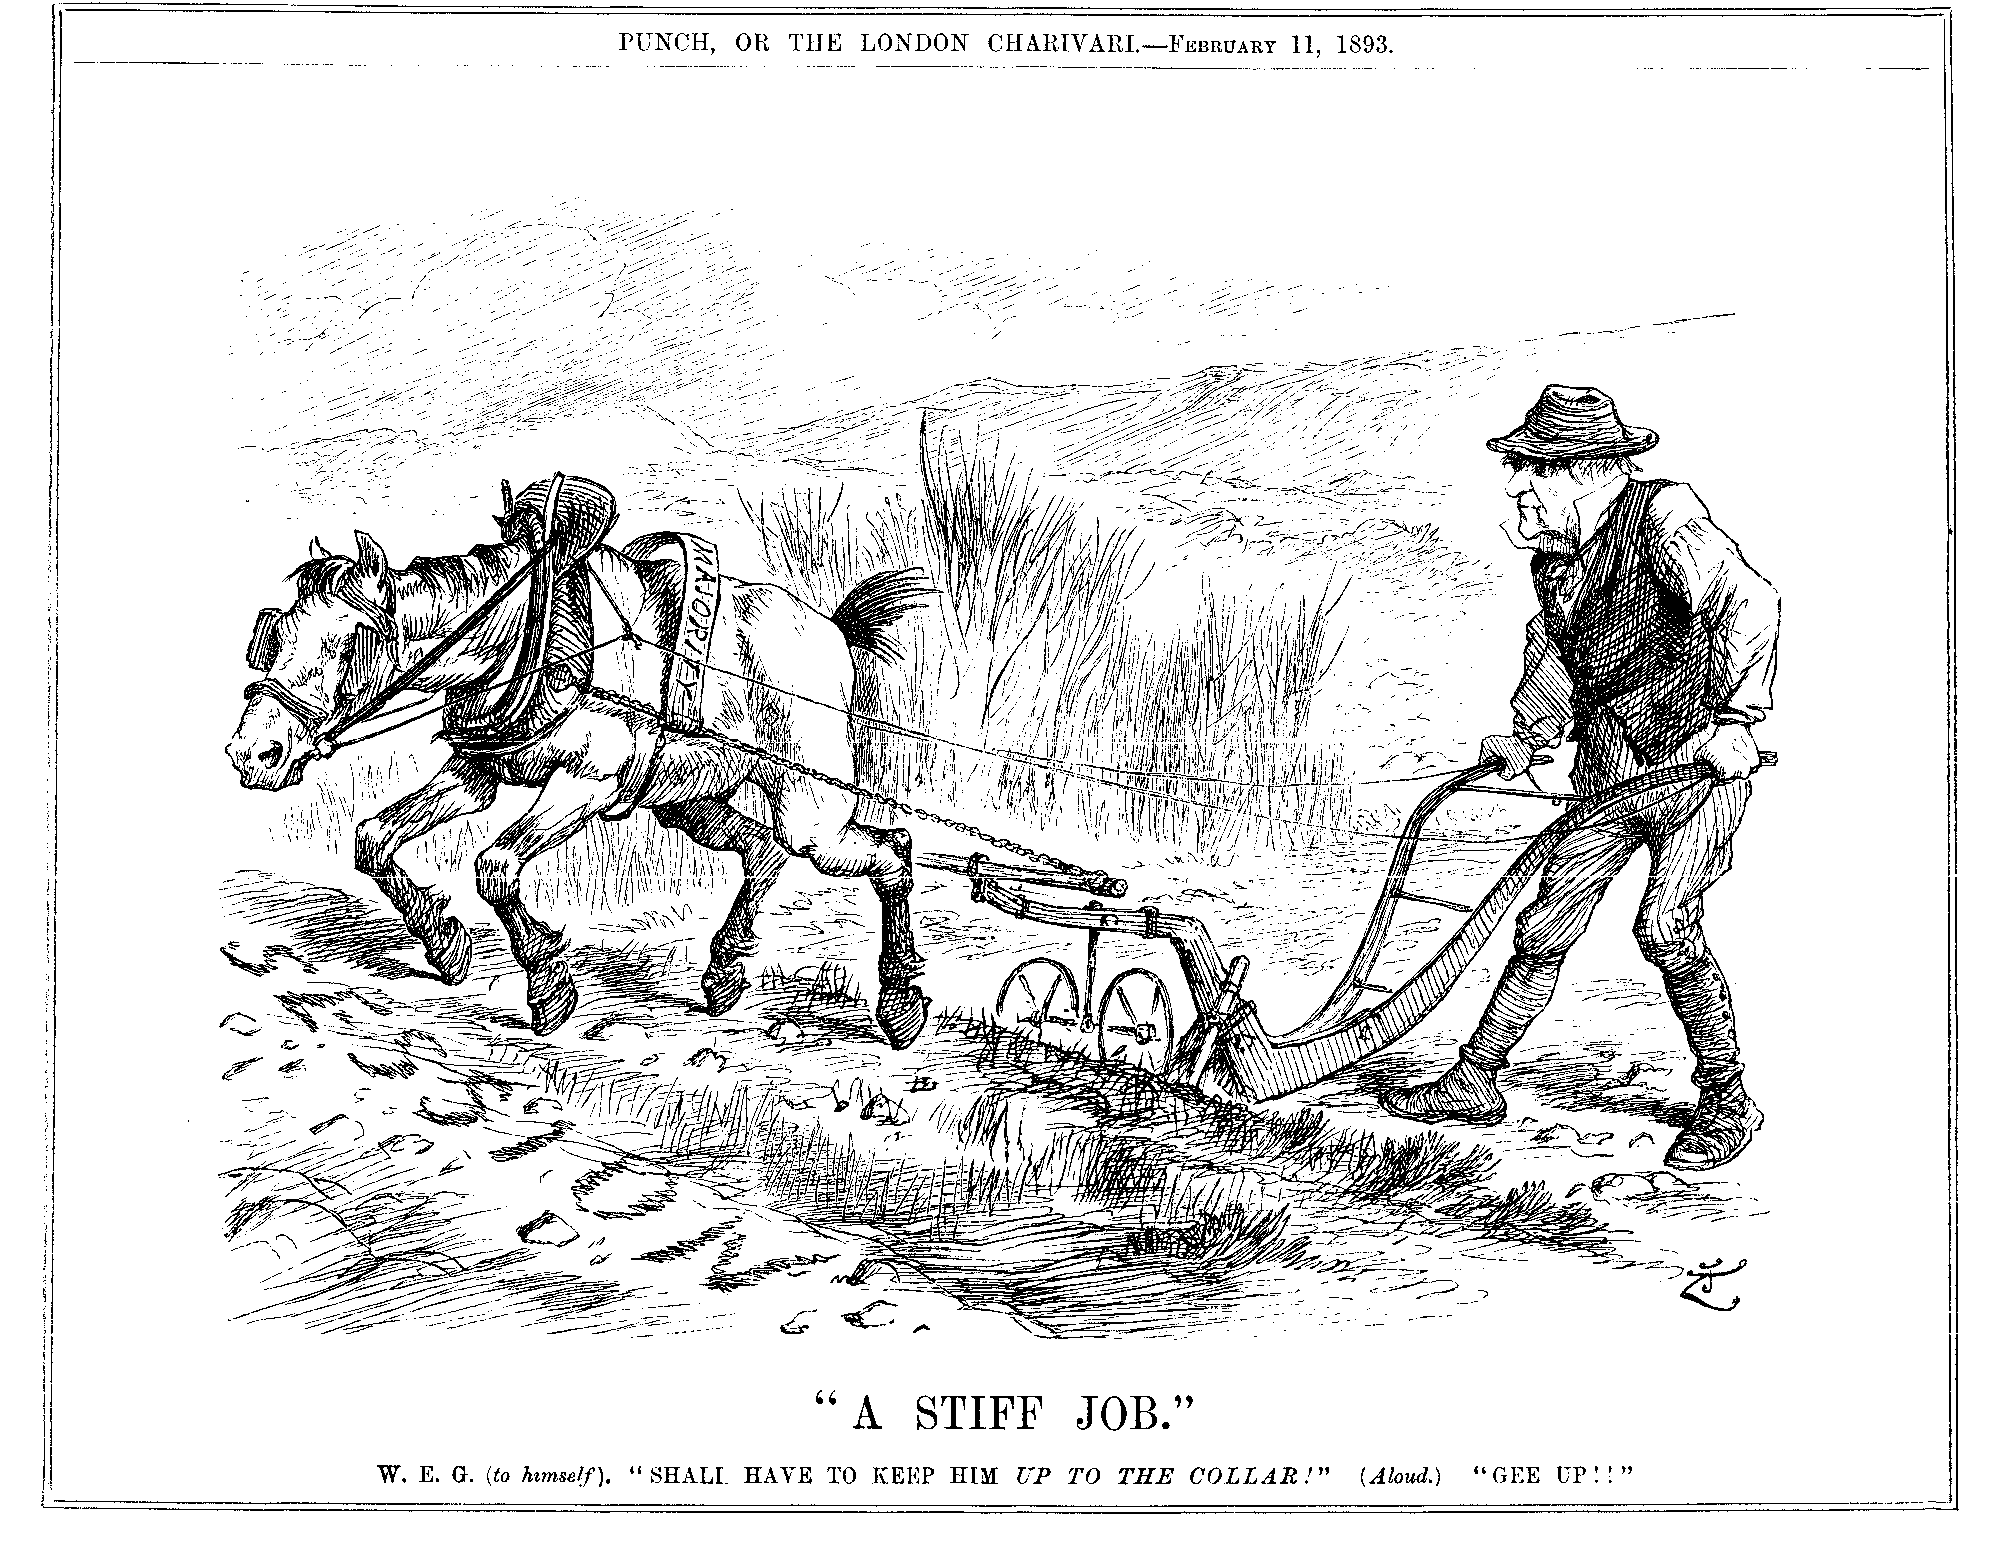 PUNCH, OR THE LONDON CHARIVARI.—FEBRUARY 11, 1893.
MAJORITY
"A STIFF JOB."
W. E. G. (to himself). "SHALL HAVE TO KEEP HIM UP TO THE COLLAR!" (Aloud.) "GEE UP!!"